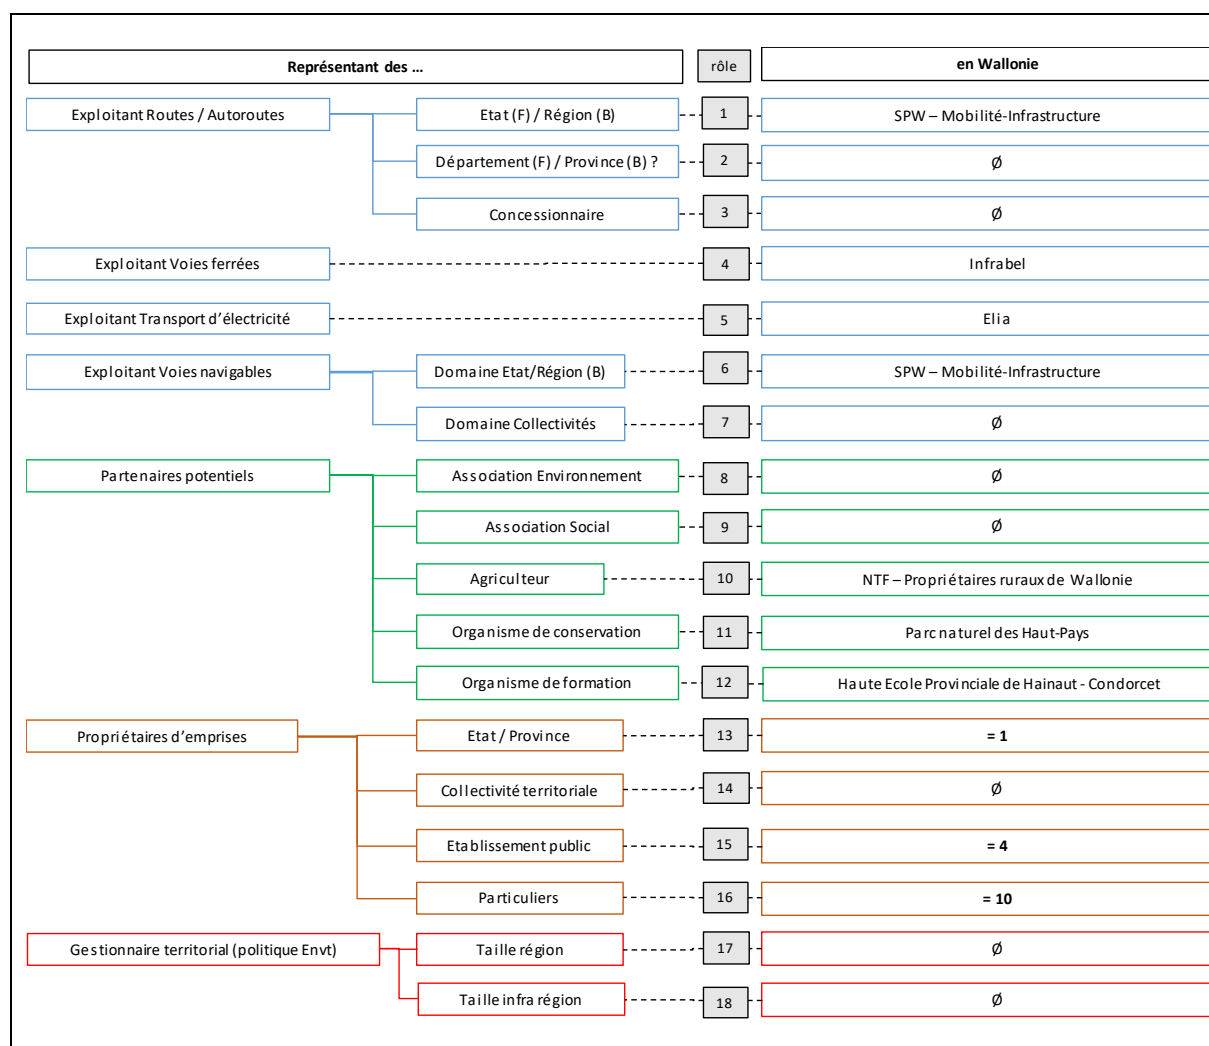 Représentant des ... rôle en Wallonie
Exploitant Routes / Autoroutes Etat (F) / Région (B) 1 SPW – Mobilité-Infrastructure
Département (F) / Province (B) ? 2 Ø
Concessionnaire 3 Ø
Exploitant Voies ferrées 4 Infrabel
Exploitant Transport d’électricité 5 Elia
Exploitant Voies navigables Domaine Etat/Région (B) 6 SPW – Mobilité-Infrastructure
Domaine Collectivités 7 Ø
Partenaires potentiels Association Environnement 8 Ø
Association Social 9 Ø
Agriculteur 10 NTF – Propriétaires ruraux de Wallonie
Organisme de conservation 11 Parc naturel des Haut-Pays
Organisme de formation 12 Haute Ecole Provinciale de Hainaut - Condorcet
Propriétaires d’emprises Etat / Province 13 = 1
Collectivité territoriale 14 Ø
Etablissement public 15 = 4
Particuliers 16 = 10
Gestionnaire territorial (politique Envt) Taille région 17 Ø
Taille infra région 18 Ø